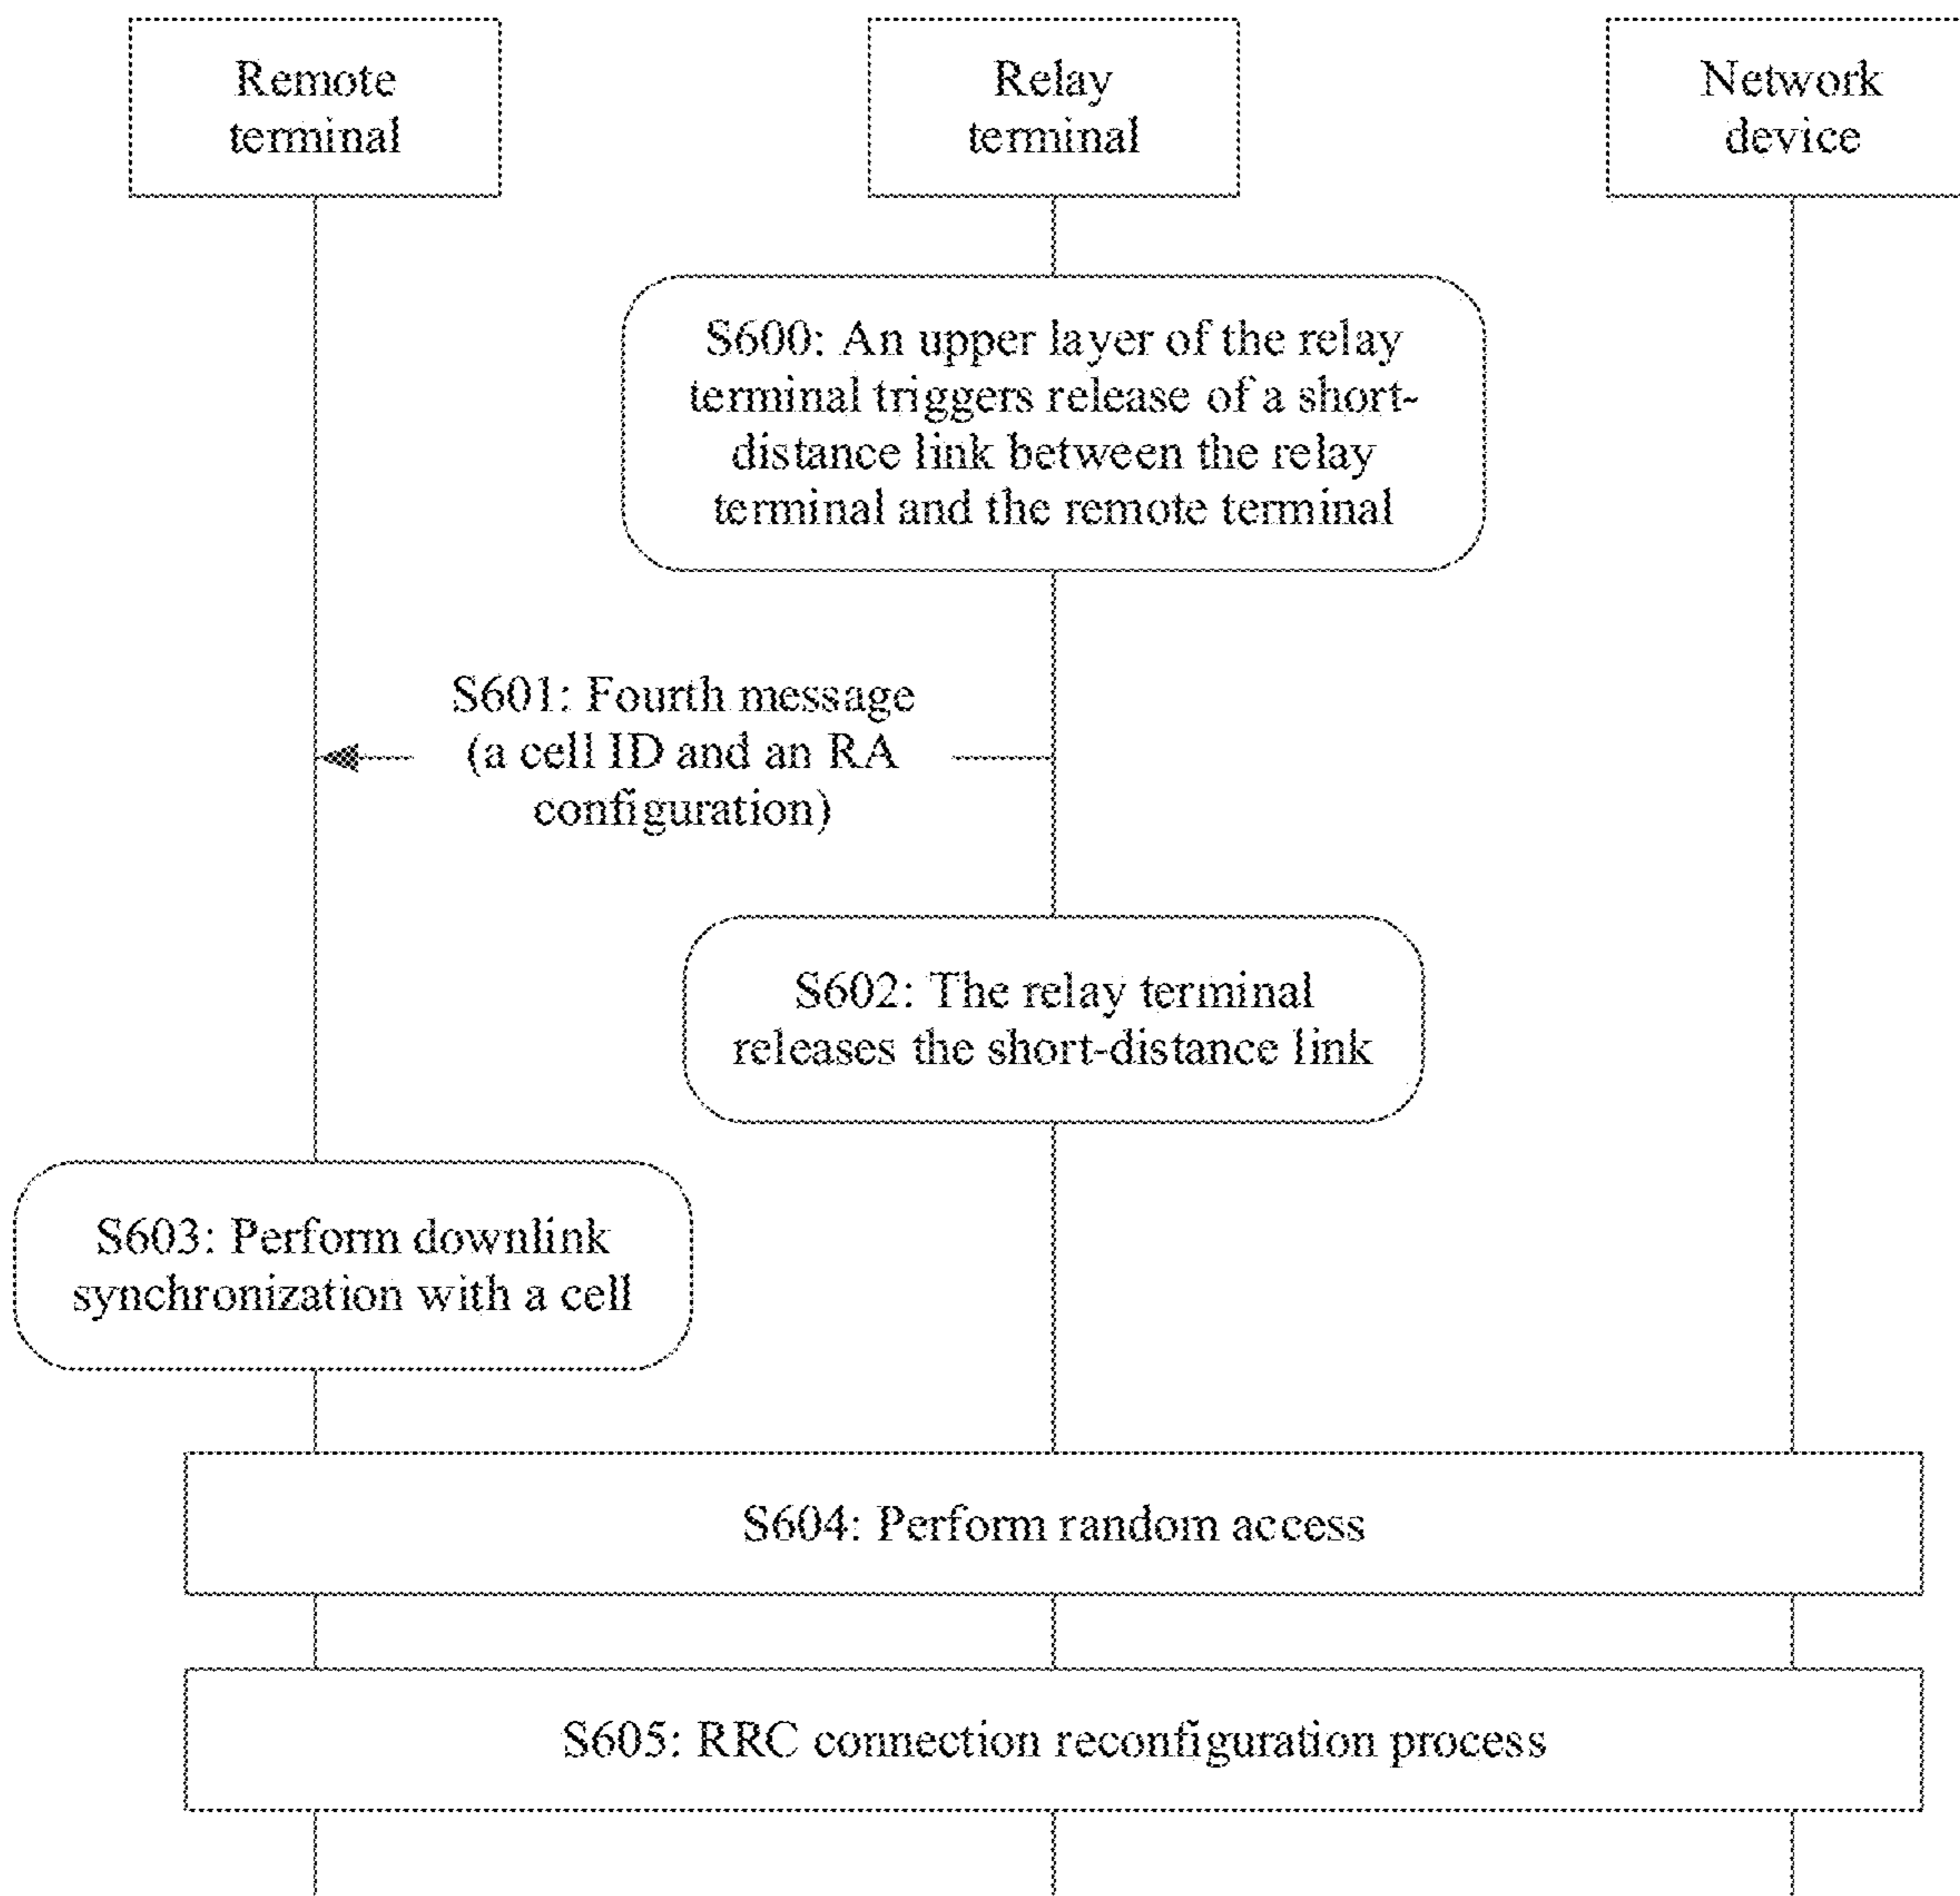 Remote
terminal
Relay
terminal
Network
device
S600: An upper layer of the relay
terminal triggers release of a short-
distance link between the relay
terminal and the remote terminal
S601: Fourth message
(a cell ID and an RA
configuration)
S602: The relay terminal
releases the short-distance link
S603: Perform downlink
synchronization with a cell
S604: Perform random access
S605: RRC connection reconfiguration process